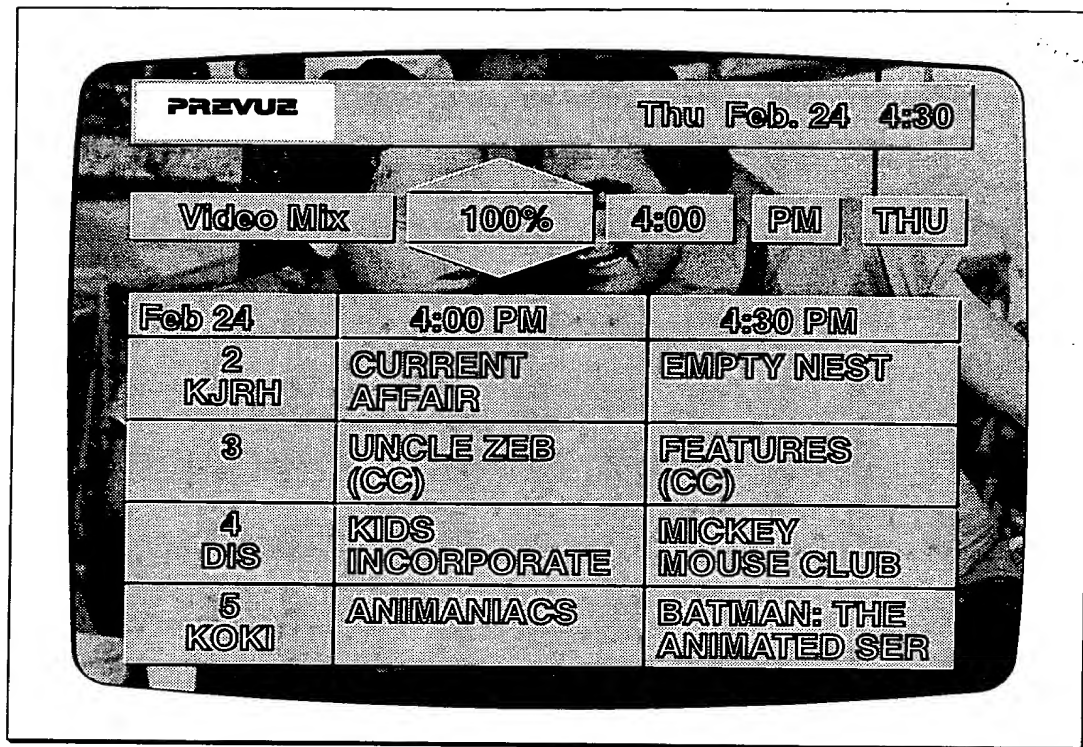 PREVUE
Thu Feb. 24 4:30
Video Mix 100% 4:00 PM THU
Feb 24 4:00 PM 4:30 PM
2
KJRH
CURRENT
AFFAIR
EMPTY NEST
3
UNCLE ZEB
(CC)
FEATURES
(CC)
4
DIS
KIDS
INCORPORATE
MICKEY
MOUSE CLUB
5
KOKI
ANIMANIACS
BATMAN: THE
ANIMATED SER